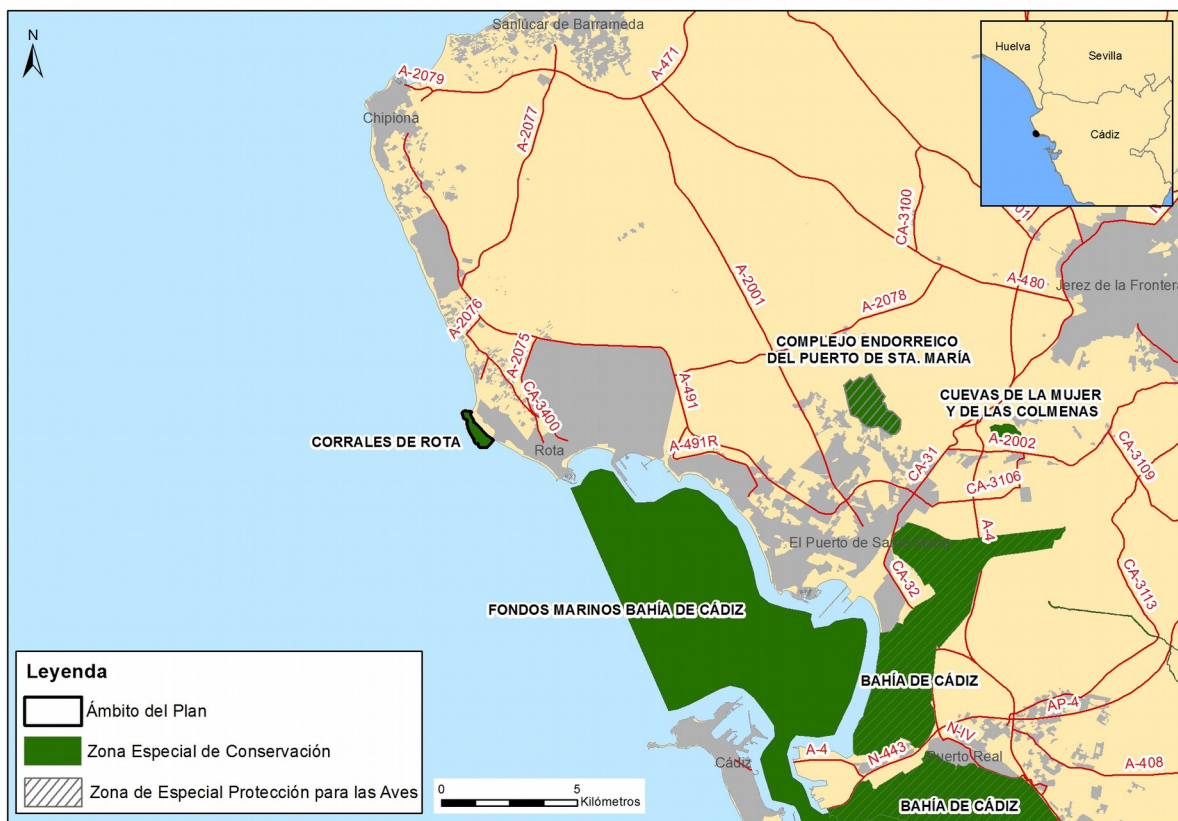 Sanlúcar de Barrameda
N
A-2079
A-471
Huelva
Sevilla
Cádiz
Chipiona
A-2077
CA-3100
A-2001
A-480
Jerez de la Frontera
A-2078
A-2076
A-2075
COMPLEJO ENDORREICO
DEL PUERTO DE STA. MARÍA
A-491
CA-3400
CUEVAS DE LA MUJER
Y DE LAS COLMENAS
CORRALES DE ROTA
Rota
A-491R
A-2002
CA-31
CA-3109
CA-3106
A-4
El Puerto de
CA-32
CA-3113
FONDOS MARINOS BAHÍA DE CÁDIZ
BAHÍA DE CÁDIZ
AP-4
N-IV
A-4
N-443
Cádiz
Puerto Real
A-408
BAHÍA DE CÁDIZ
Leyenda
Ámbito del Plan
Zona Especial de Conservación
Zona de Especial Protección para las Aves
0 5
Kilómetros